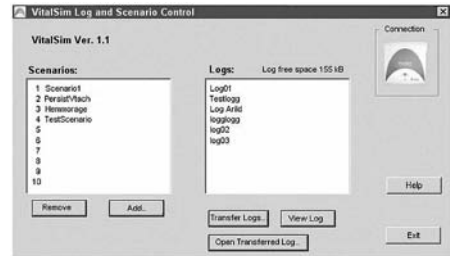 VitalSim Log and Scenario Control
VitalSim Ver. 1.1
Connection
Scenarios:
1 Scenario1
2 PersistVtach
3 Hemmorage
4 TestScenario
5
6
7
8
9
10
Remove
Add..
Logs:
Log free space 155 kB
Log01
Testlogg
Log Arild
logglogg
log02
log03
Transfer Logs..
View Log
Open Transferred Log...
Help
Exit